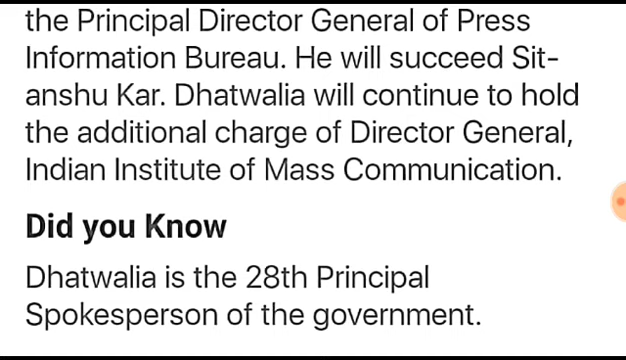 the Principal Director General of Press
Information Bureau. He will succeed Sit-
anshu Kar. Dhatwalia will continue to hold
the additional charge of Director General,
Indian Institute of Mass Communication.
Did you Know
Dhatwalia is the 28th Principal
Spokesperson of the government.